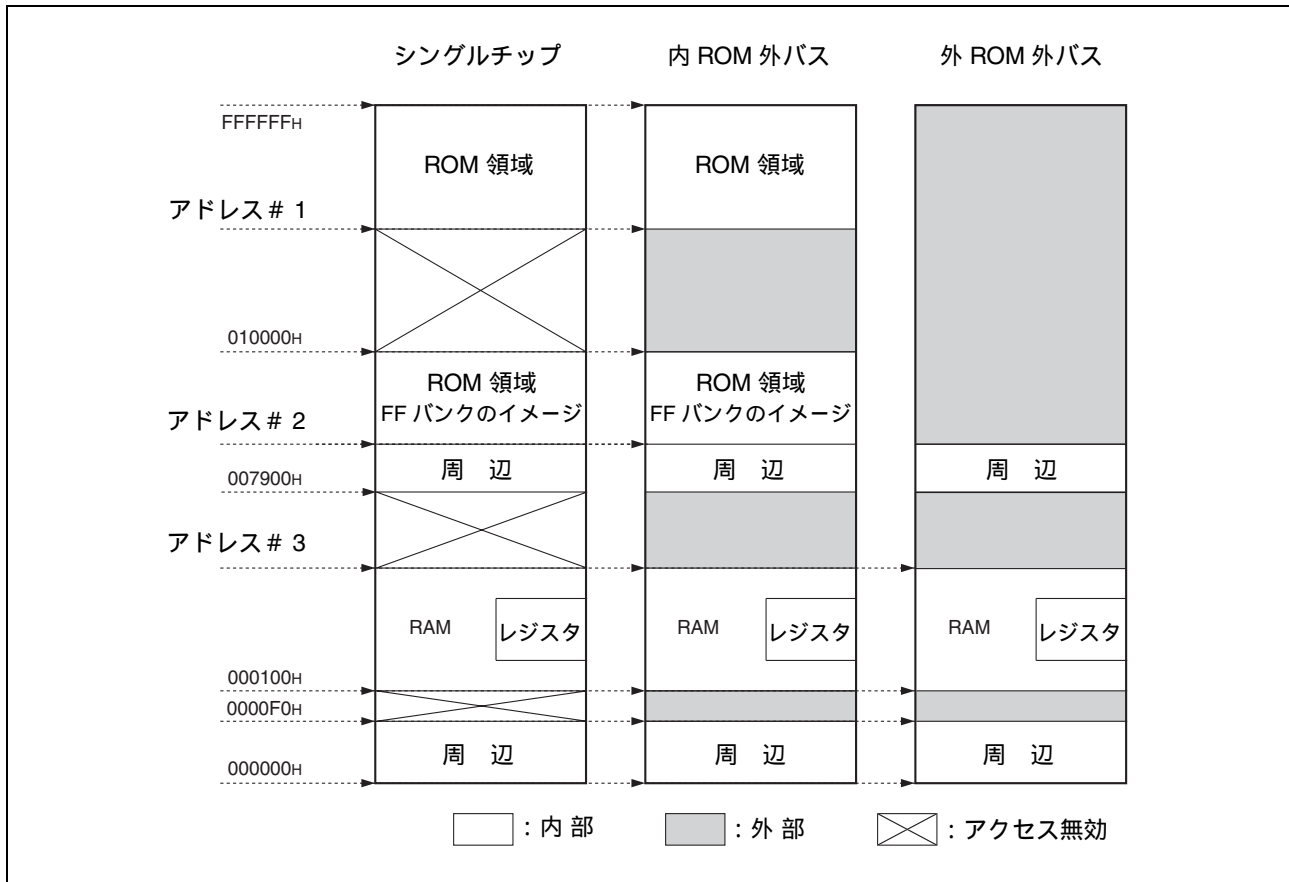 シングルチップ 内 ROM 外バス 外 ROM 外バス
FFFFFFH
ROM 領域 ROM 領域
アドレス# 1
010000H
ROM 領域 ROM 領域
FF バンクのイメージ FF バンクのイメージ
アドレス# 2
周 辺 周 辺 周 辺
007900H
アドレス# 3
RAM レジスタ RAM レジスタ RAM レジスタ
000100H
0000F0H
周 辺 周 辺 周 辺
000000H
:内 部 :外 部 :アクセス無効